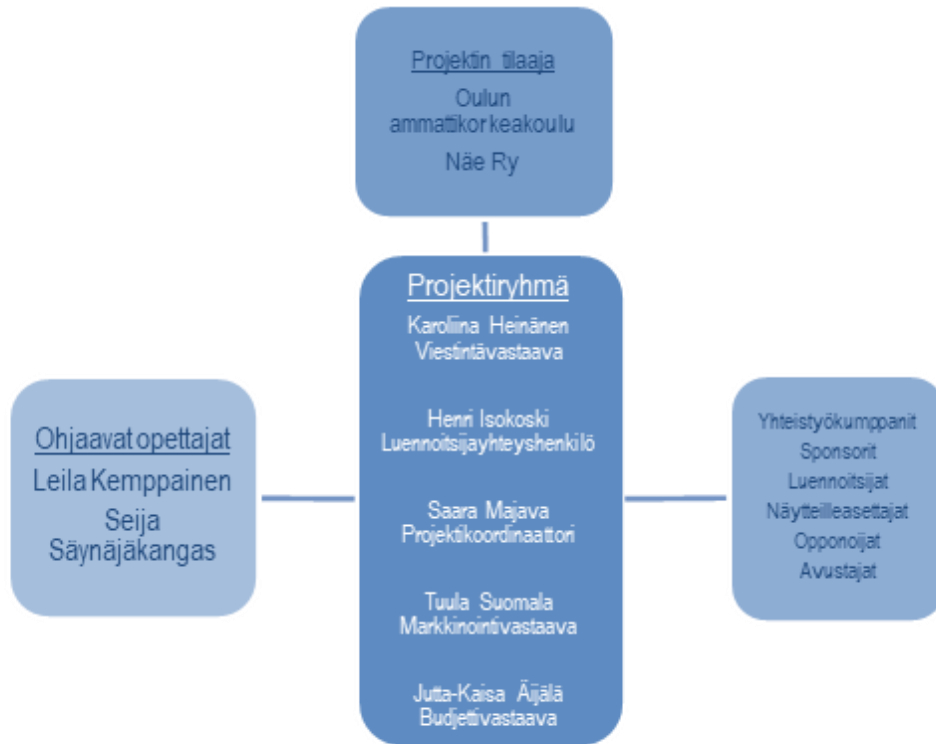 Projektin tilaaja
Oulun
ammattikorkeakoulu
Näe Ry
Projektiryhmä
Karoliina Heinänen
Viestintävastaava
Henri Isokoski
Luennoitsijayhteyshenkilö
Saara Majava
Projektikoordinaattori
Tuula Suomala
Markkinointivastaava
Jutta-Kaisa Äijälä
Budjettivastaava
Ohjaavat opettajat
Leila Kemppainen
Seija
Säynäjäkangas
Yhteistyökumppanit
Sponsorit
Luennoitsijat
Näytteilleasettajat
Opponoijat
Avustajat